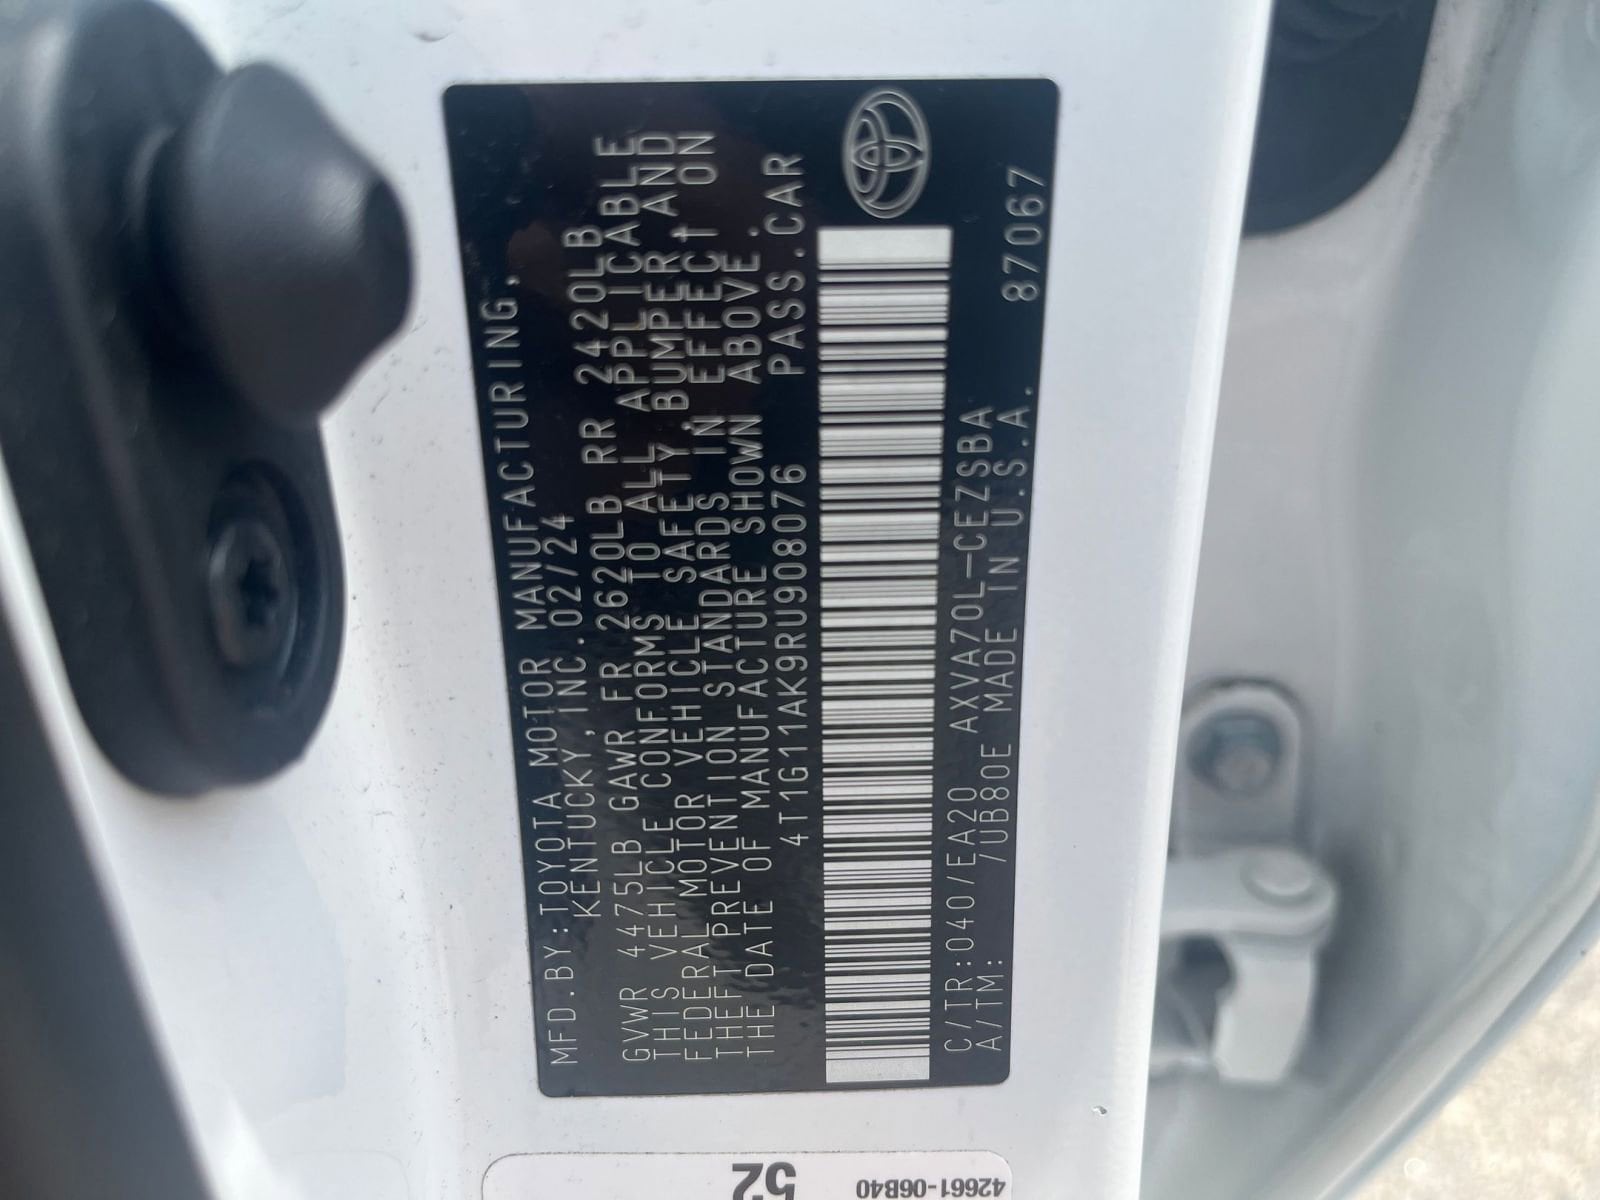 MFD.BY:TOYOTA MOTOR MANUFACTURING,
KENTUCKY,INC.02/24
GVWR 4475LB GAWR FR 2620LB RR 2420LB
THIS VEHICLE CONFORMS TO ALL APPLICABLE
FEDERAL MOTOR VEHICLE SAFETY,BUMPER,AND
THEFT PREVENTION STANDARDS IN EFFECT ON
THE DATE OF MANUFACTURE SHOWN ABOVE.
4T1G11AK9RU908076 PASS.CAR
C/TR:040/EA20 AXVA70L-CEZSBA
A/TM: /UB80E MADE IN U.S.A. 87067
42661-06B40
52